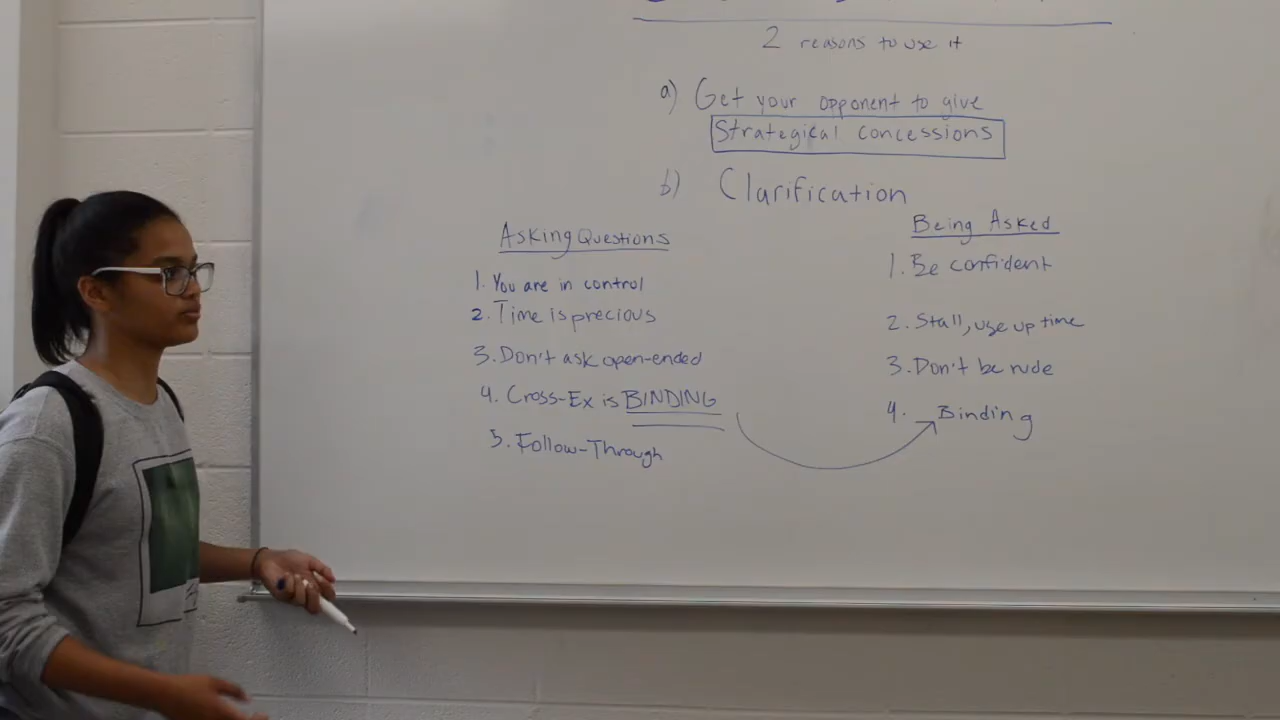 2 reasons to use it
a) Get your opponent to give
Strategical concessions
b) Clarification
Asking Questions
1. You are in control
2. Time is precious
3. Don't ask open-ended
4. Cross-Ex is BINDING
5. Follow-Through
Being Asked
1. Be confident
2. Stall, use up time
3. Don't be rude
4. Binding